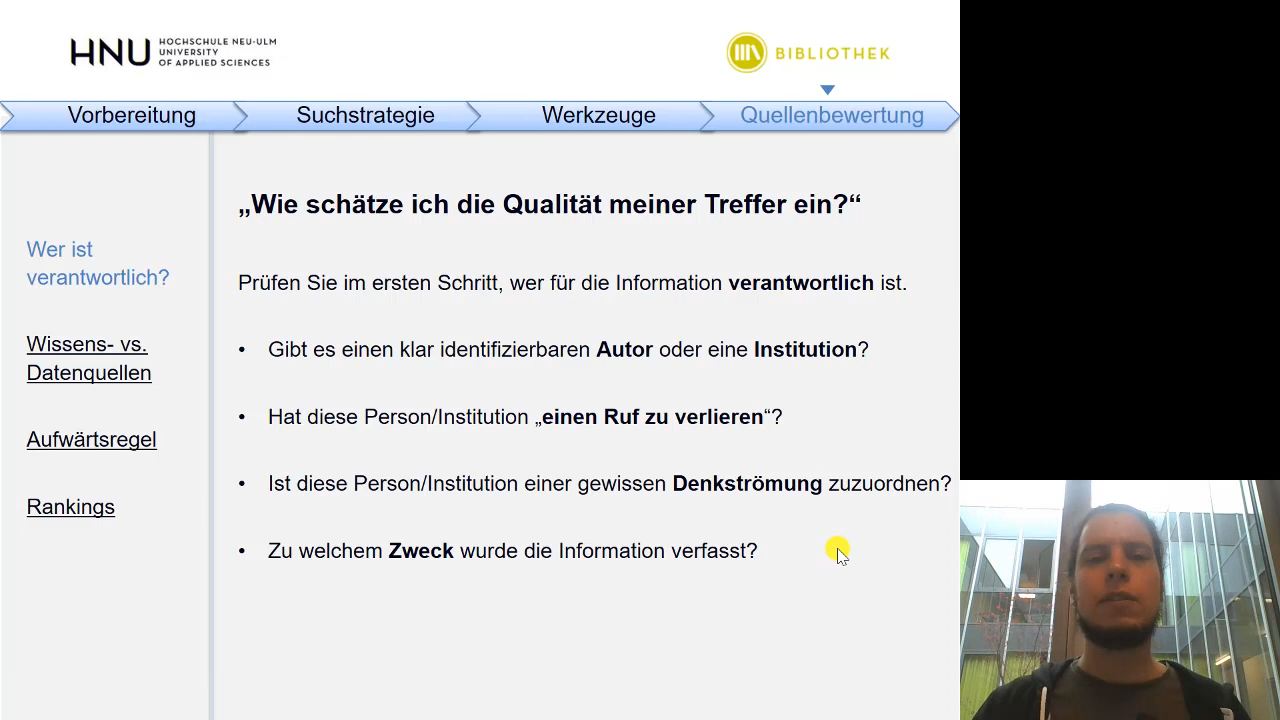 HNU HOCHSCHULE NEU-ULM
UNIVERSITY
OF APPLIED SCIENCES
BIBLIOTHEK
Vorbereitung Suchstrategie Werkzeuge Quellenbewertung
„Wie schätze ich die Qualität meiner Treffer ein?“
Wer ist
verantwortlich?
Wissens- vs.
Datenquellen
Aufwärtsregel
Rankings
Prüfen Sie im ersten Schritt, wer für die Information verantwortlich ist.
• Gibt es einen klar identifizierbaren Autor oder eine Institution?
• Hat diese Person/Institution „einen Ruf zu verlieren“?
• Ist diese Person/Institution einer gewissen Denkströmung zuzuordnen?
• Zu welchem Zweck wurde die Information verfasst?